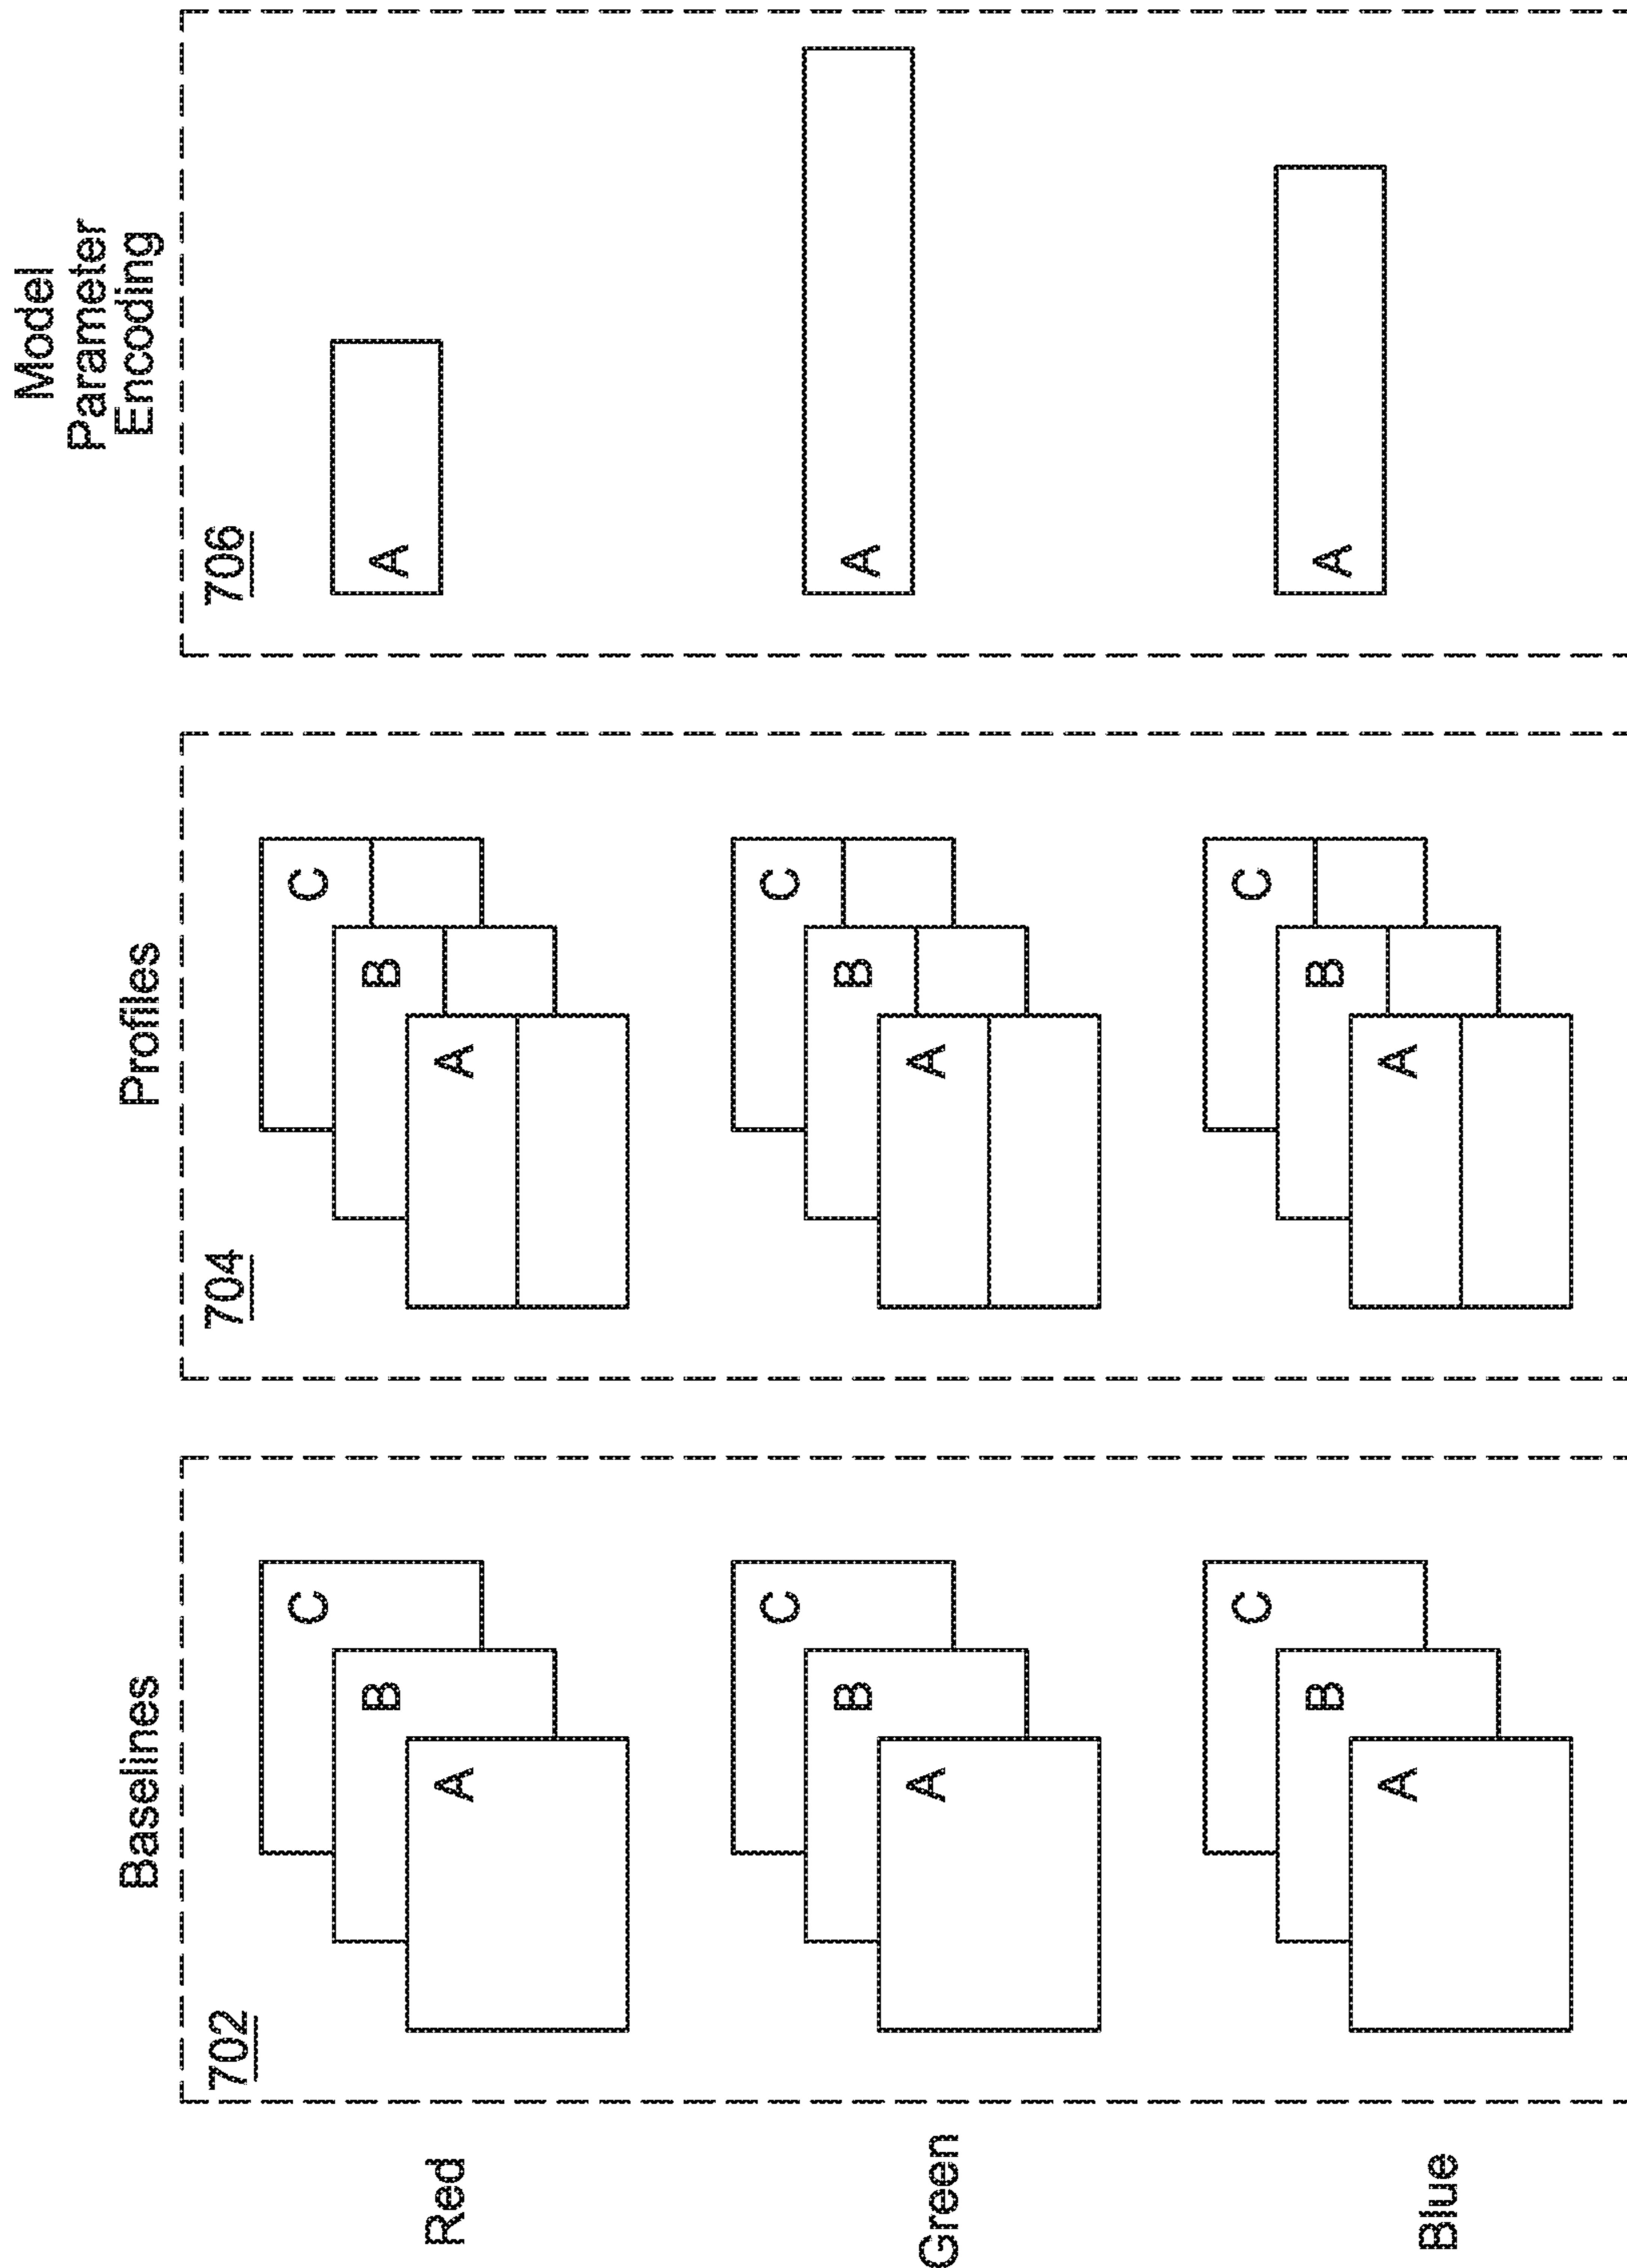 Baselines
Profiles
Model
Parameter
Encoding
702
704
706
Red
C
B
A
C
B
A
A
Green
C
B
A
C
B
A
A
Blue
C
B
A
C
B
A
A